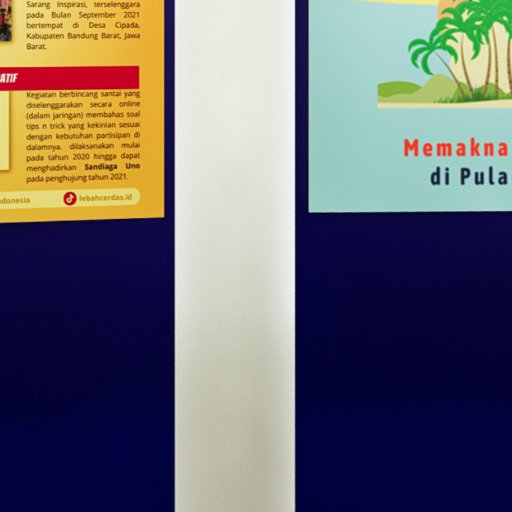 Sarang Inspirasi, terselenggara
pada Bulan September 2021
bertempat di Desa Cipada,
Kabupaten Bandung Barat, Jawa
Barat.
ATIF
Kegiatan berbincang santai yang
diselenggarakan secara online
(dalam jaringan) membahas soal
tips n trick yang kekinian sesuai
dengan kebutuhan partisipan di
dalamnya. dilaksanakan mulai
pada tahun 2020 hingga dapat
menghadirkan Sandiaga Uno
pada penghujung tahun 2021.
donesia
lebahcerdas.id
Memakna
di Pula